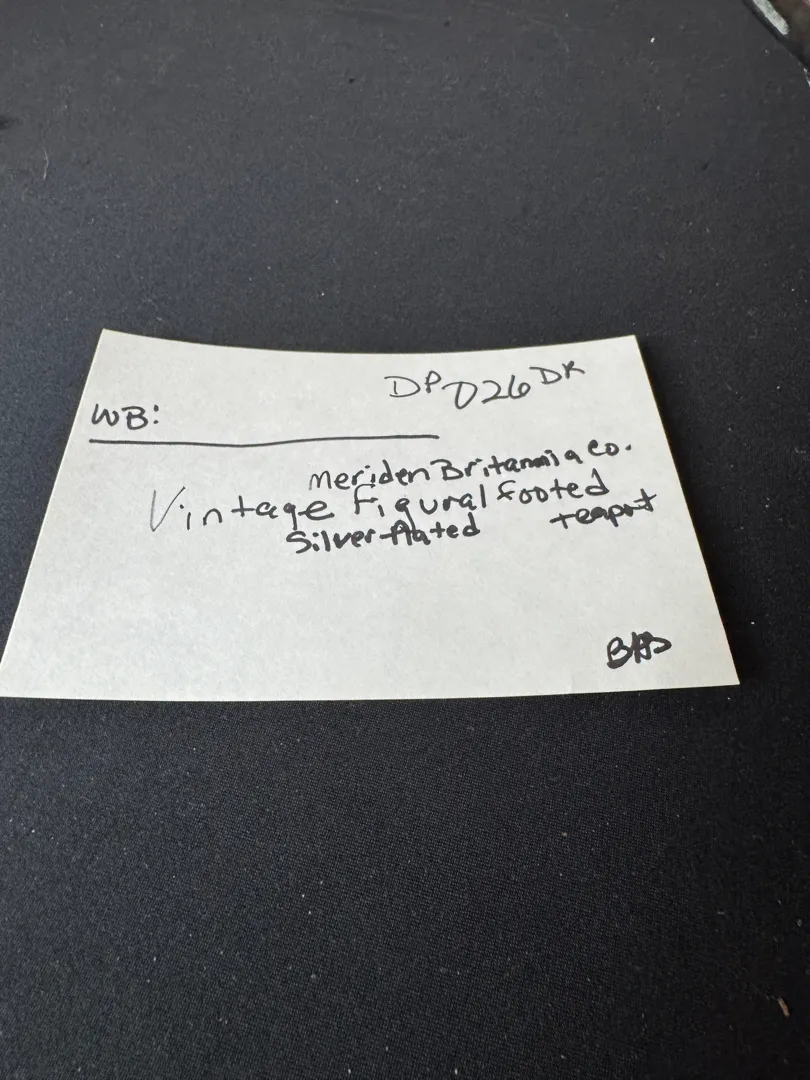 DP026DK
WB:
Meriden Britannia Co.
Vintage Figural footed
Silver Plated teapot